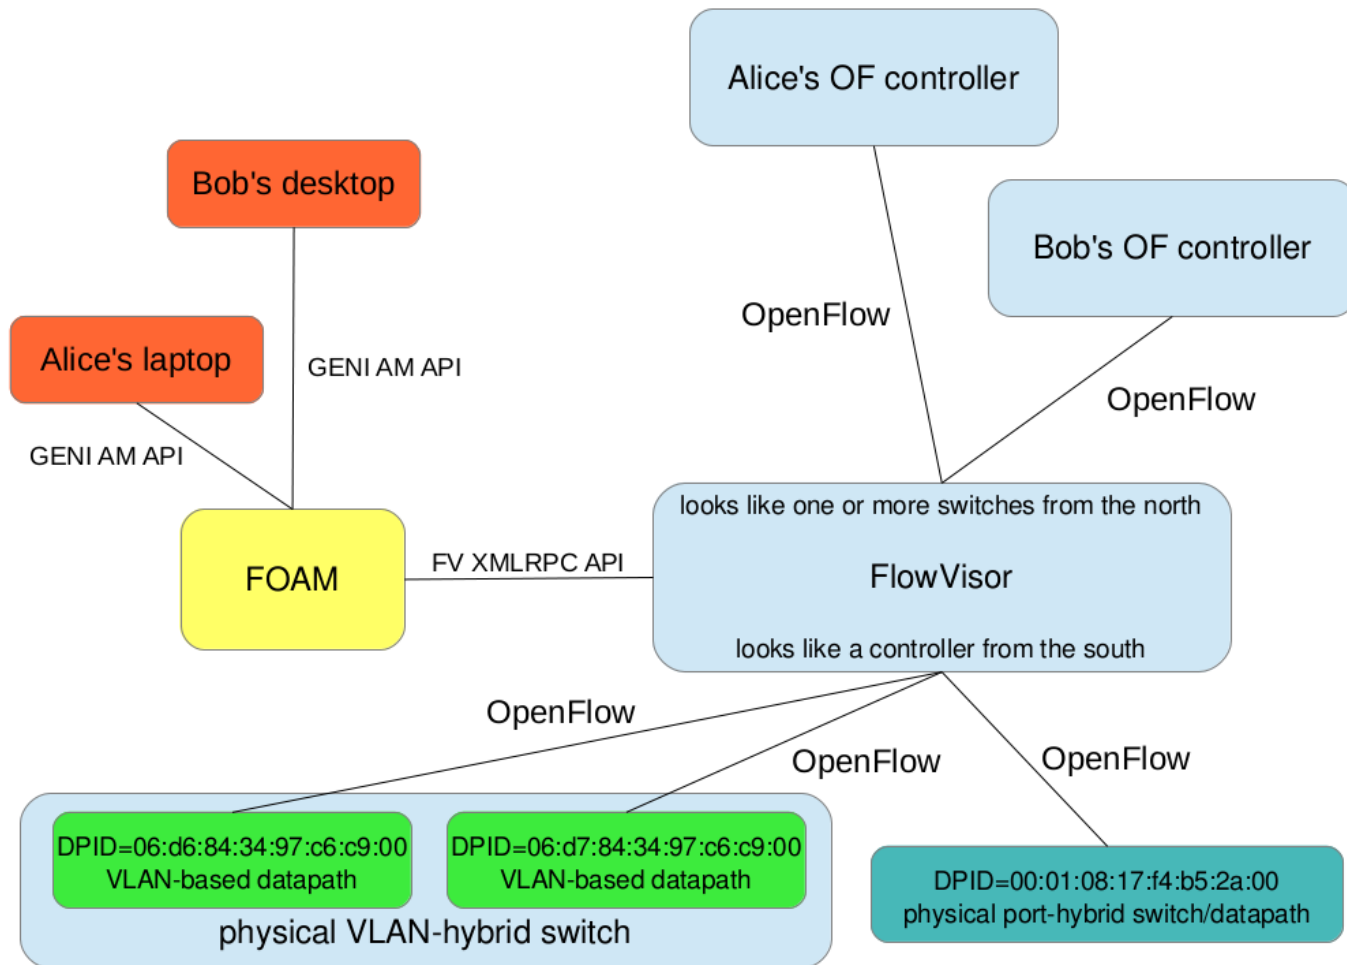 Alice's OF controller
Bob's desktop
Bob's OF controller
OpenFlow
Alice's laptop
GENI AM API
OpenFlow
GENI AM API
looks like one or more switches from the north
FOAM
FV XMLRPC API
FlowVisor
looks like a controller from the south
OpenFlow
OpenFlow
OpenFlow
DPID=06:d6:84:34:97:c6:c9:00
VLAN-based datapath
DPID=06:d7:84:34:97:c6:c9:00
VLAN-based datapath
physical VLAN-hybrid switch
DPID=00:01:08:17:f4:b5:2a:00
physical port-hybrid switch/datapath